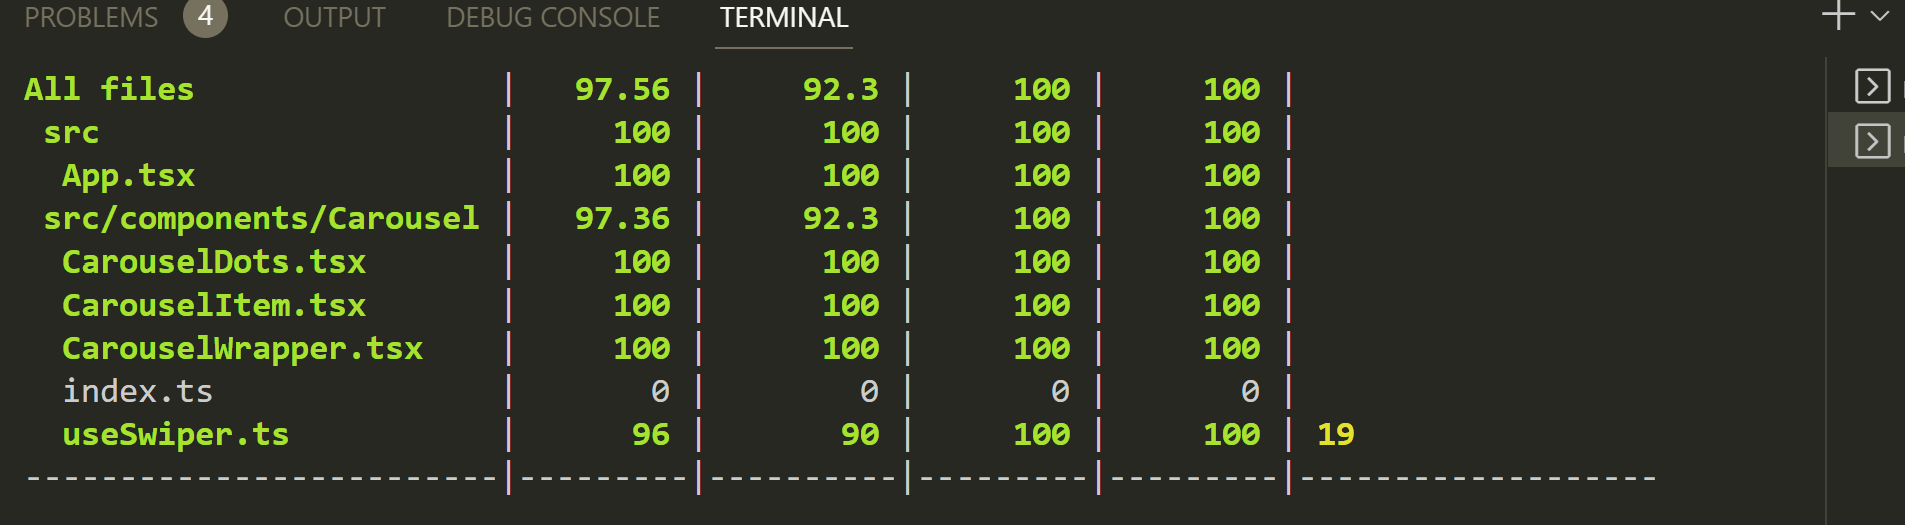 PROBLEMS 4 OUTPUT DEBUG CONSOLE TERMINAL
All files | 97.56 | 92.3 | 100 | 100 |
src | 100 | 100 | 100 | 100 |
App.tsx | 100 | 100 | 100 | 100 |
src/components/Carousel | 97.36 | 92.3 | 100 | 100 |
CarouselDots.tsx | 100 | 100 | 100 | 100 |
CarouselItem.tsx | 100 | 100 | 100 | 100 |
CarouselWrapper.tsx | 100 | 100 | 100 | 100 |
index.ts | 0 | 0 | 0 | 0 |
useSwiper.ts | 96 | 90 | 100 | 100 | 19
-------------------------|---------|----------|---------|---------|-------------------